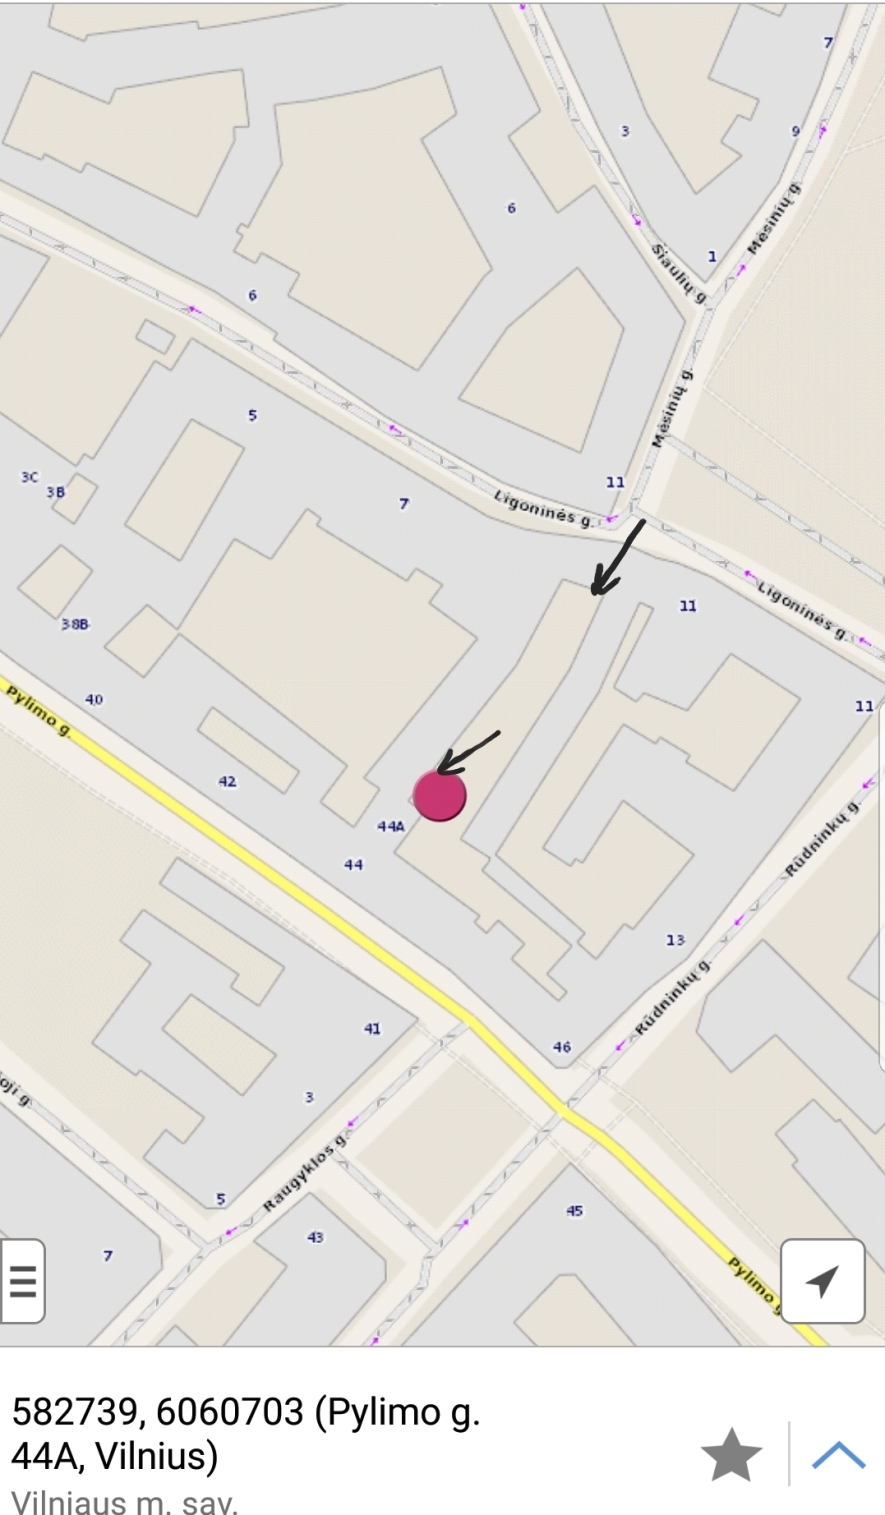 7
3
9
Mėsinių g.
6
1
Šiaulių g.
6
Mėsinių g.
5
11
3C
3B
7
Ligoninės g.
11
Ligoninės g.
38B
40
11
Pylimo g.
42
44A
44
Rūdninkų g.
13
Rūdninkų g.
41
46
oji g.
3
Raugyklos g.
5
45
43
7
Pylimo g
582739, 6060703 (Pylimo g.
44A, Vilnius)
Vilniaus m. sav.